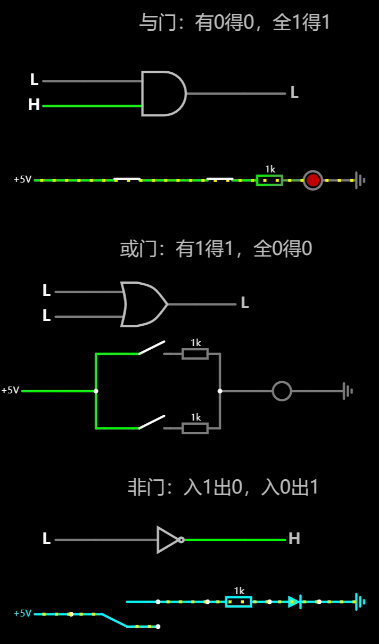 与门：有0得0，全1得1
L
H
L
+5V
1k
或门：有1得1，全0得0
L
L
L
1k
+5V
1k
非门：入1出0，入0出1
L
H
1k
+5V